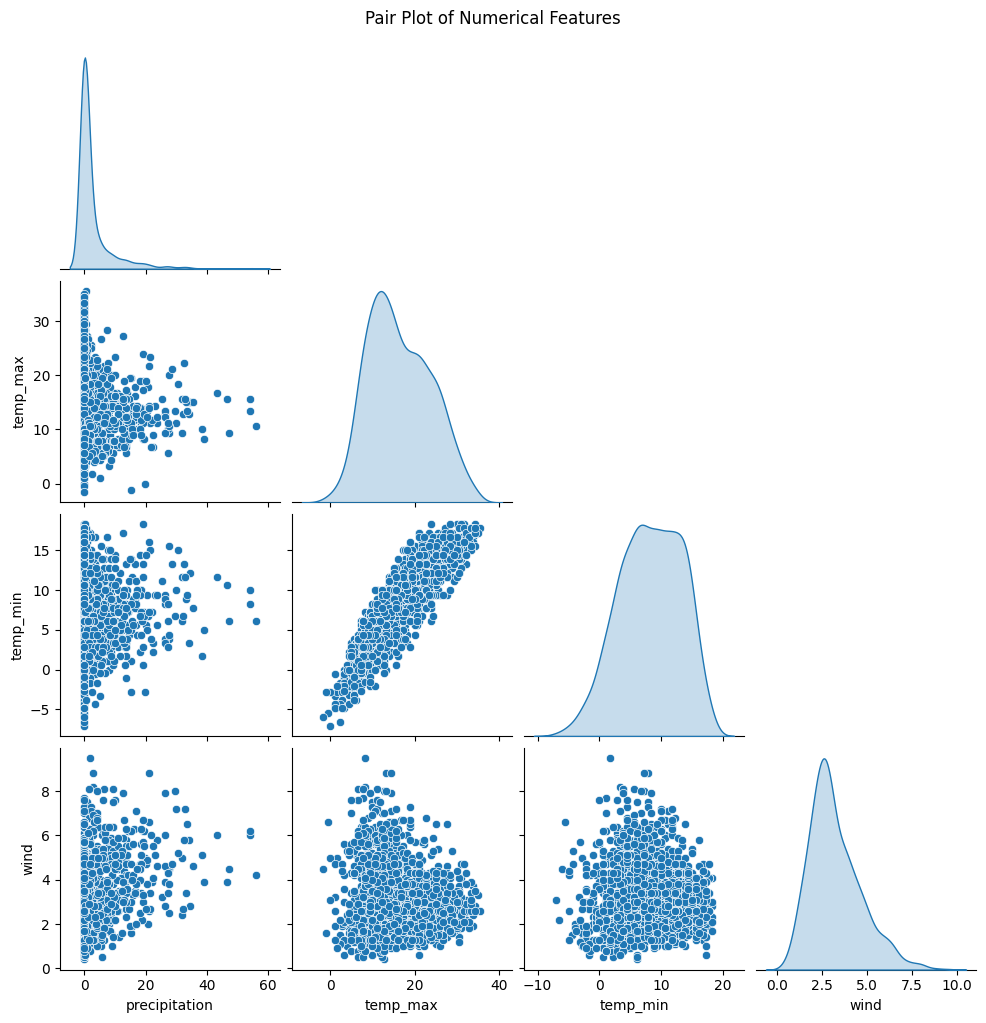 Pair Plot of Numerical Features
temp_max
30
20
10
0
temp_min
15
10
5
0
−5
wind
8
6
4
2
0
0 20 40 60
precipitation
0 20 40
temp_max
−10 0 10 20
temp_min
0.0 2.5 5.0 7.5 10.0
wind